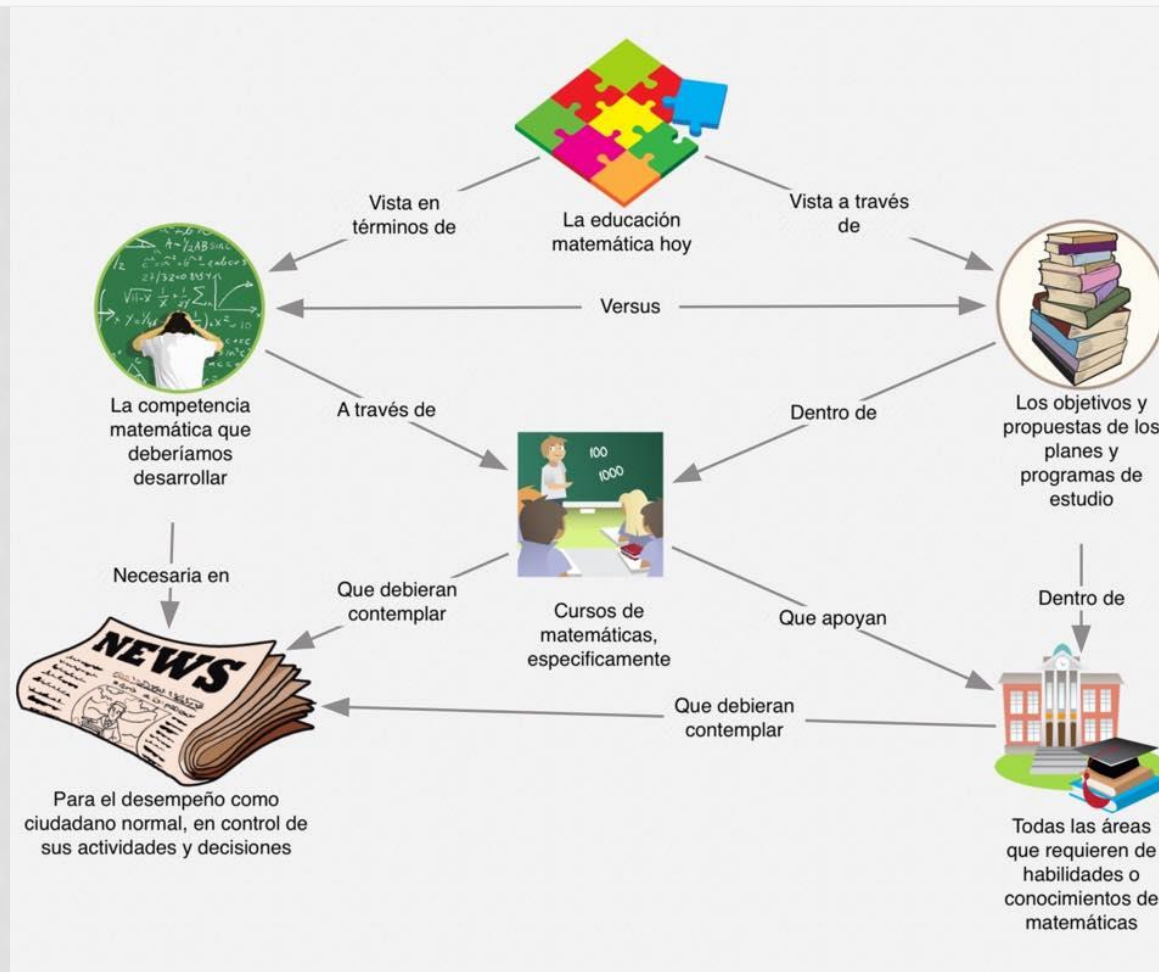 La educación
matemática hoy
Vista en
términos de
Vista a través
de
Versus
La competencia
matemática que
deberíamos
desarrollar
A través de
Dentro de
Los objetivos y
propuestas de los
planes y
programas de
estudio
100
1000
Necesaria en
Que debieran
contemplar
Cursos de
matemáticas,
especificamente
Que apoyan
Dentro de
NEWS
Que debieran
contemplar
Para el desempeño como
ciudadano normal, en control de
sus actividades y decisiones
Todas las áreas
que requieren de
habilidades o
conocimientos de
matemáticas